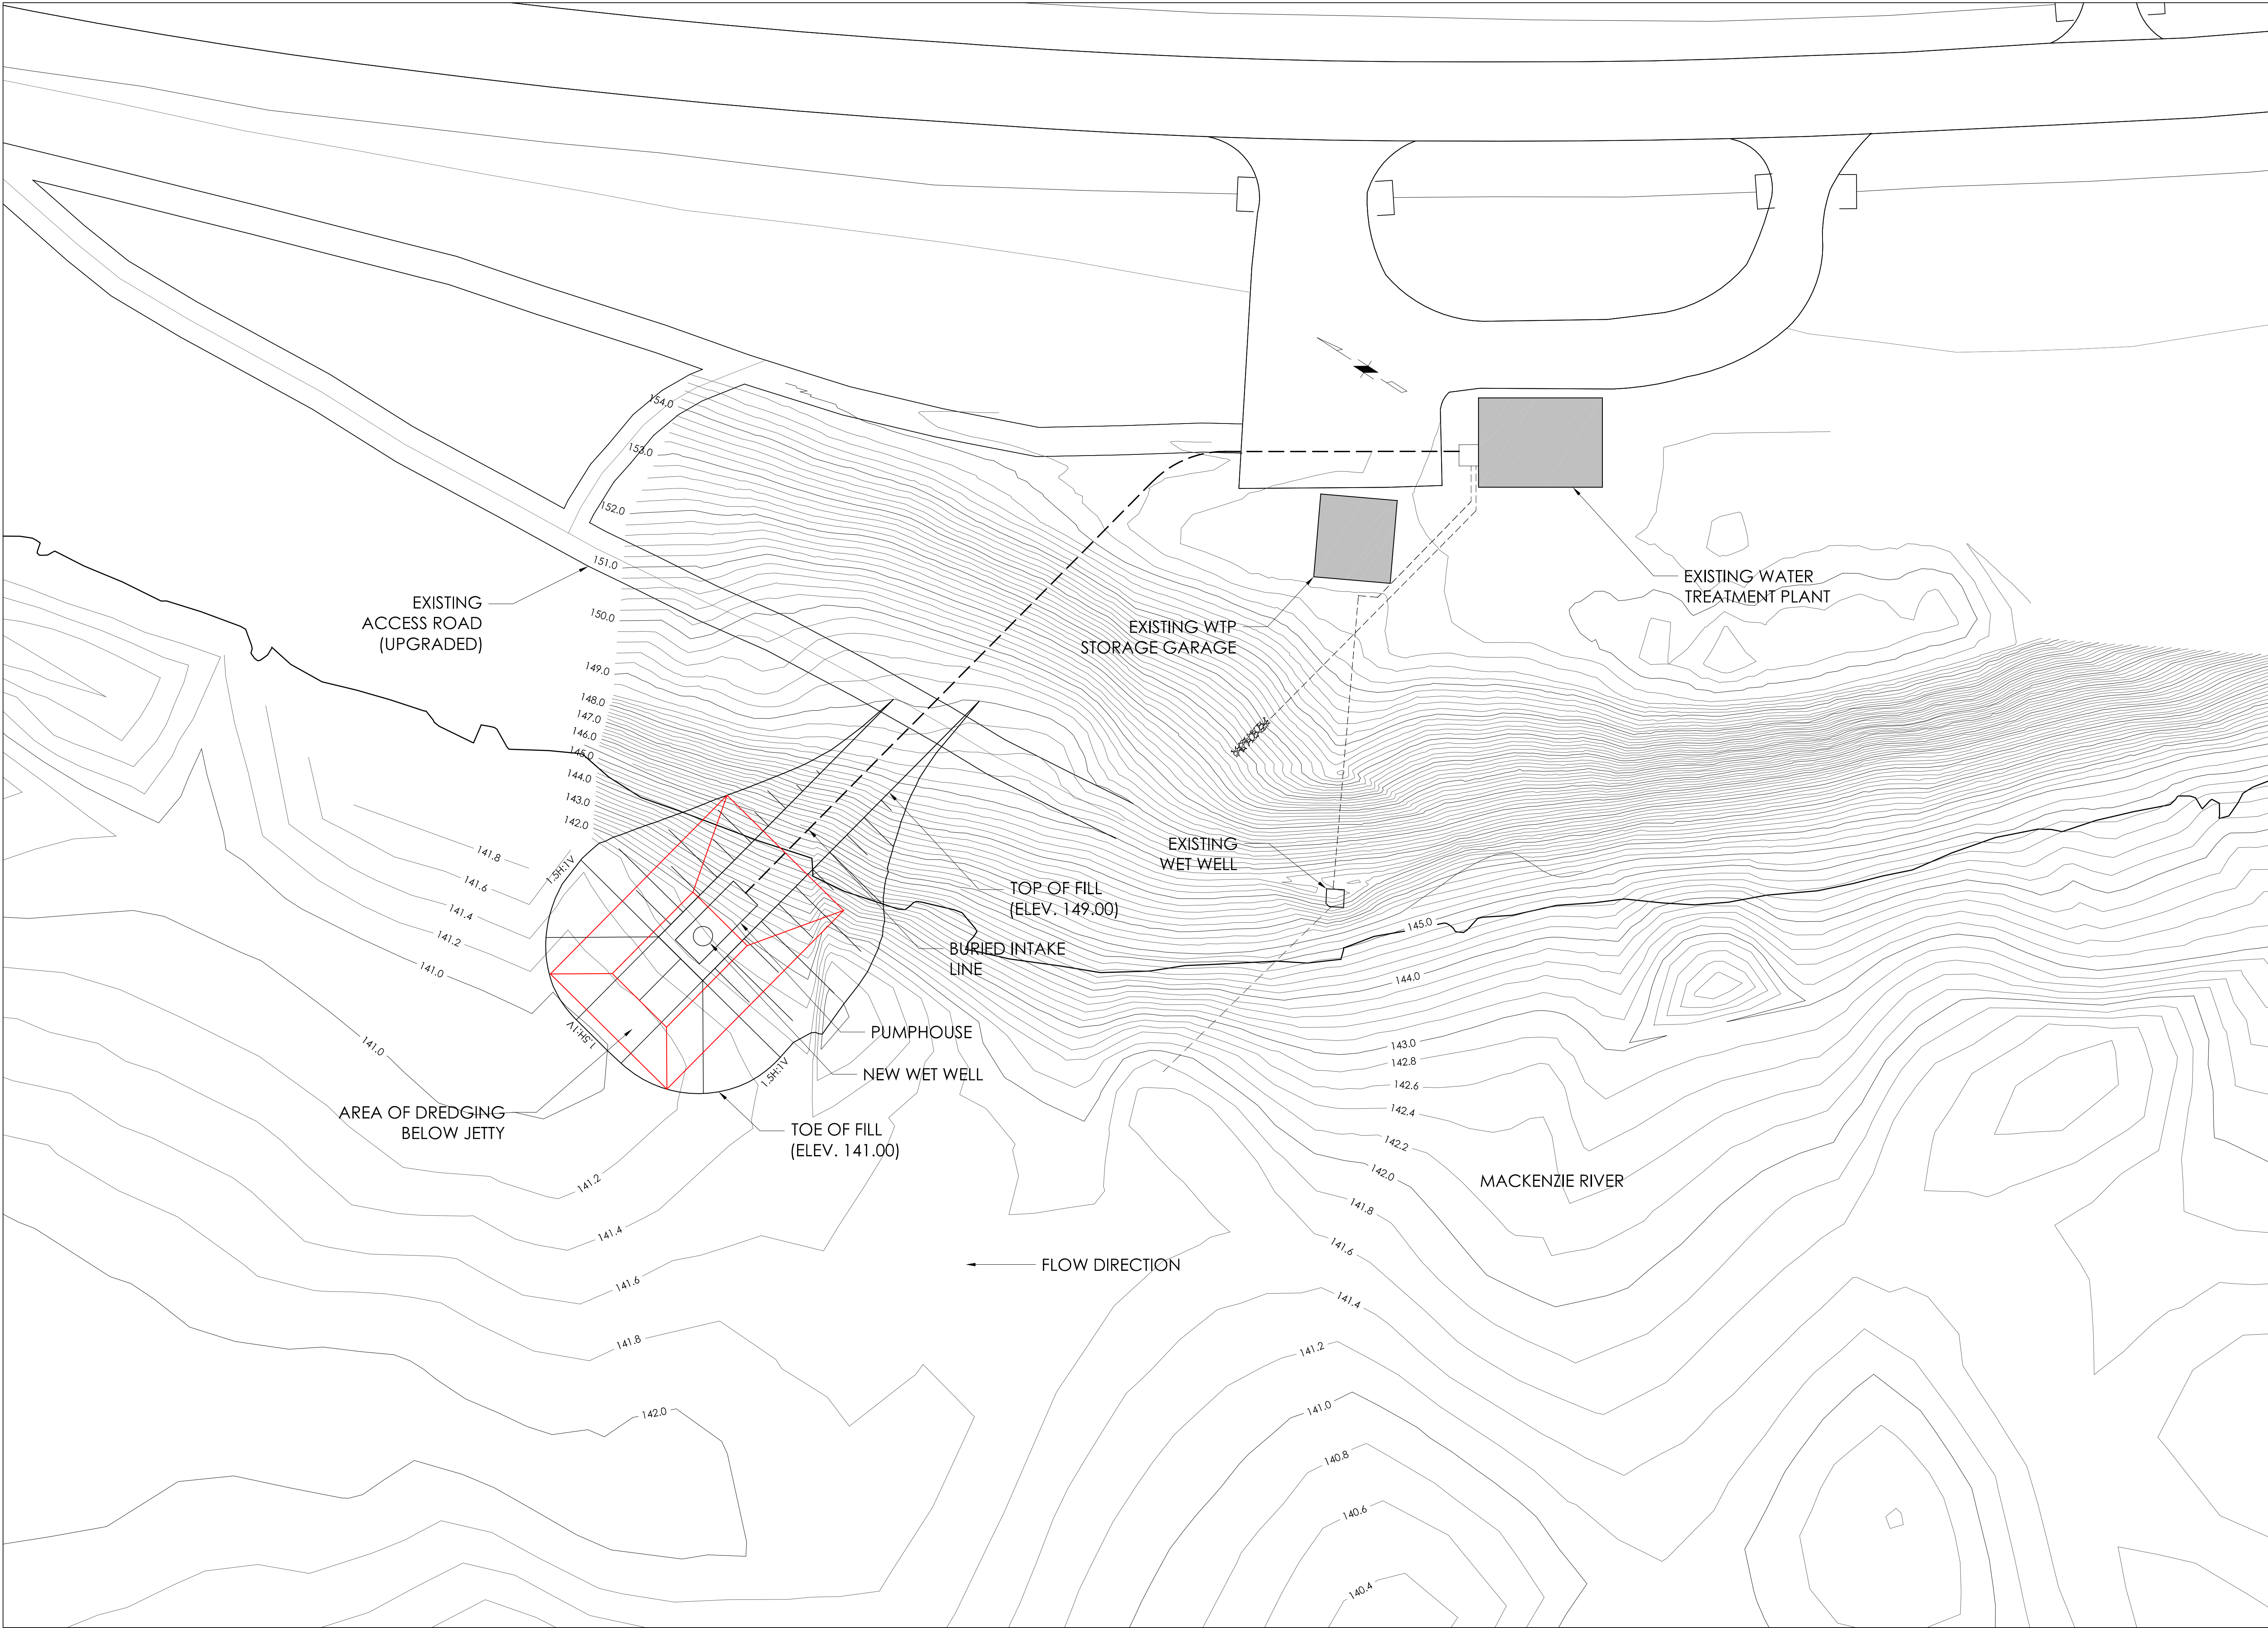 154.0
153.0
152.0
151.0
150.0
149.0
148.0
147.0
146.0
145.0
144.0
143.0
142.0
EXISTING
ACCESS ROAD
(UPGRADED)
EXISTING WTP
STORAGE GARAGE
EXISTING WATER
TREATMENT PLANT
141.8
141.6
141.4
141.2
141.0
141.0
1.5H:1V
1.5H:1V
1.5H:1V
EXISTING
WET WELL
TOP OF FILL
(ELEV. 149.00)
BURIED INTAKE
LINE
PUMPHOUSE
NEW WET WELL
AREA OF DREDGING
BELOW JETTY
TOE OF FILL
(ELEV. 141.00)
145.0
144.0
143.0
142.8
142.6
142.4
142.2
142.0
141.8
141.6
141.4
141.2
141.0
140.8
140.6
140.4
MACKENZIE RIVER
FLOW DIRECTION
141.2
141.4
141.6
141.8
142.0